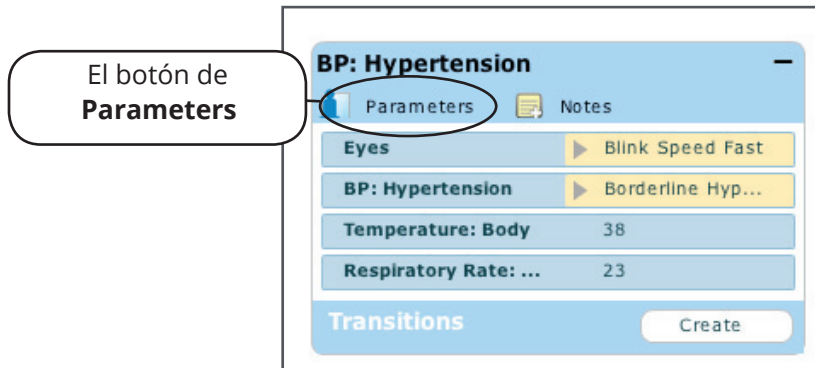 El botón de
Parameters
BP: Hypertension
Parameters Notes
Eyes Blink Speed Fast
BP: Hypertension Borderline Hyp...
Temperature: Body 38
Respiratory Rate: ... 23
Transitions Create